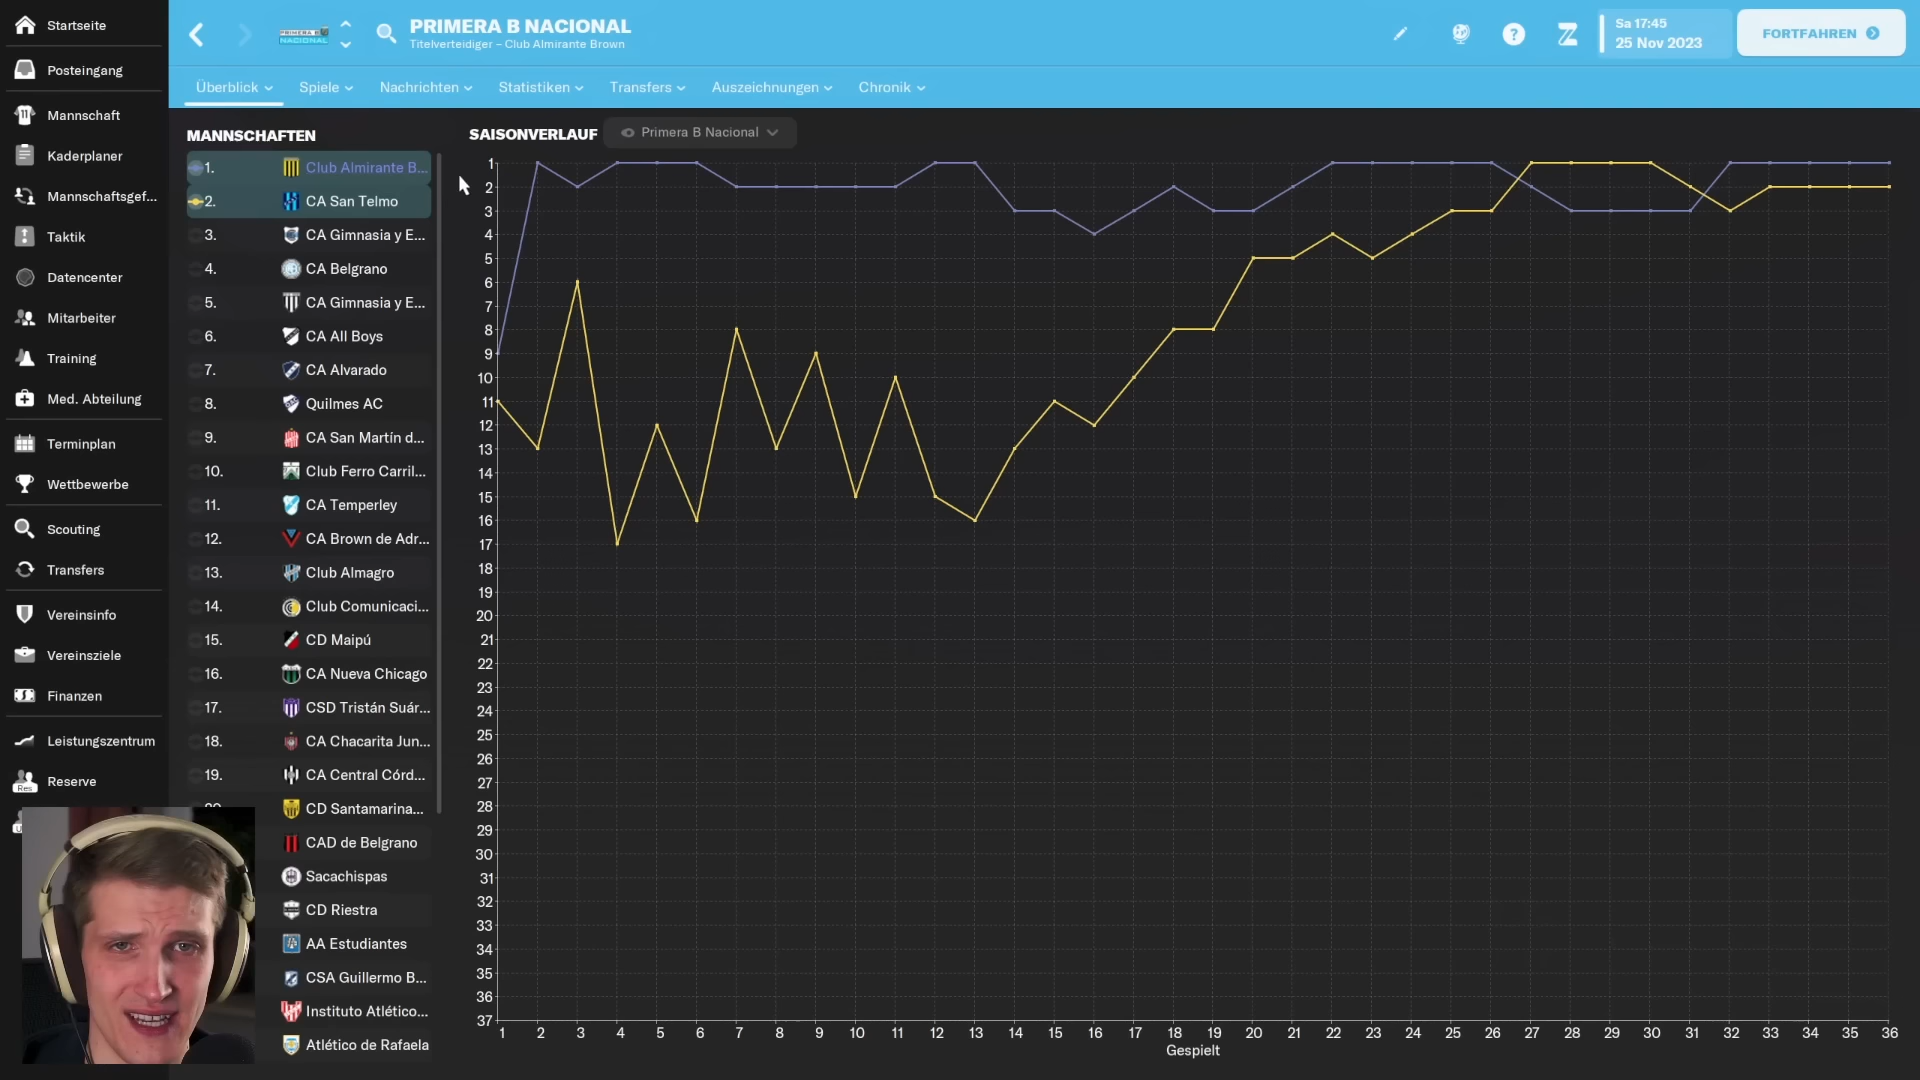 Startseite
Posteingang
Mannschaft
Kaderplaner
Mannschaftsgef...
Taktik
Datencenter
Mitarbeiter
Training
Med. Abteilung
Terminplan
Wettbewerbe
Scouting
Transfers
Vereinsinfo
Vereinsziele
Finanzen
Leistungszentrum
Reserve
Res
PRIMERA B
NACIONAL
PRIMERA B NACIONAL
Titelverteidiger – Club Almirante Brown
?
Sa 17:45
25 Nov 2023
FORTFAHREN
Überblick
Spiele
Nachrichten
Statistiken
Transfers
Auszeichnungen
Chronik
MANNSCHAFTEN
1. Club Almirante B...
2. CA San Telmo
3. CA Gimnasia y E...
4. CA Belgrano
5. CA Gimnasia y E...
6. CA All Boys
7. CA Alvarado
8. Quilmes AC
9. CA San Martín d...
10. Club Ferro Carril...
11. CA Temperley
12. CA Brown de Adr...
13. Club Almagro
14. Club Comunicaci...
15. CD Maipú
16. CA Nueva Chicago
17. CSD Tristán Suár...
18. CA Chacarita Jun...
19. CA Central Córd...
CD Santamarina...
CAD de Belgrano
Sacachispas
CD Riestra
AA Estudiantes
CSA Guillermo B...
Instituto Atlético...
Atlético de Rafaela
SAISONVERLAUF
Primera B Nacional
1
2
3
4
5
6
7
8
9
10
11
12
13
14
15
16
17
18
19
20
21
22
23
24
25
26
27
28
29
30
31
32
33
34
35
36
37
1 2 3 4 5 6 7 8 9 10 11 12 13 14 15 16 17 18 19 20 21 22 23 24 25 26 27 28 29 30 31 32 33 34 35 36
Gespielt